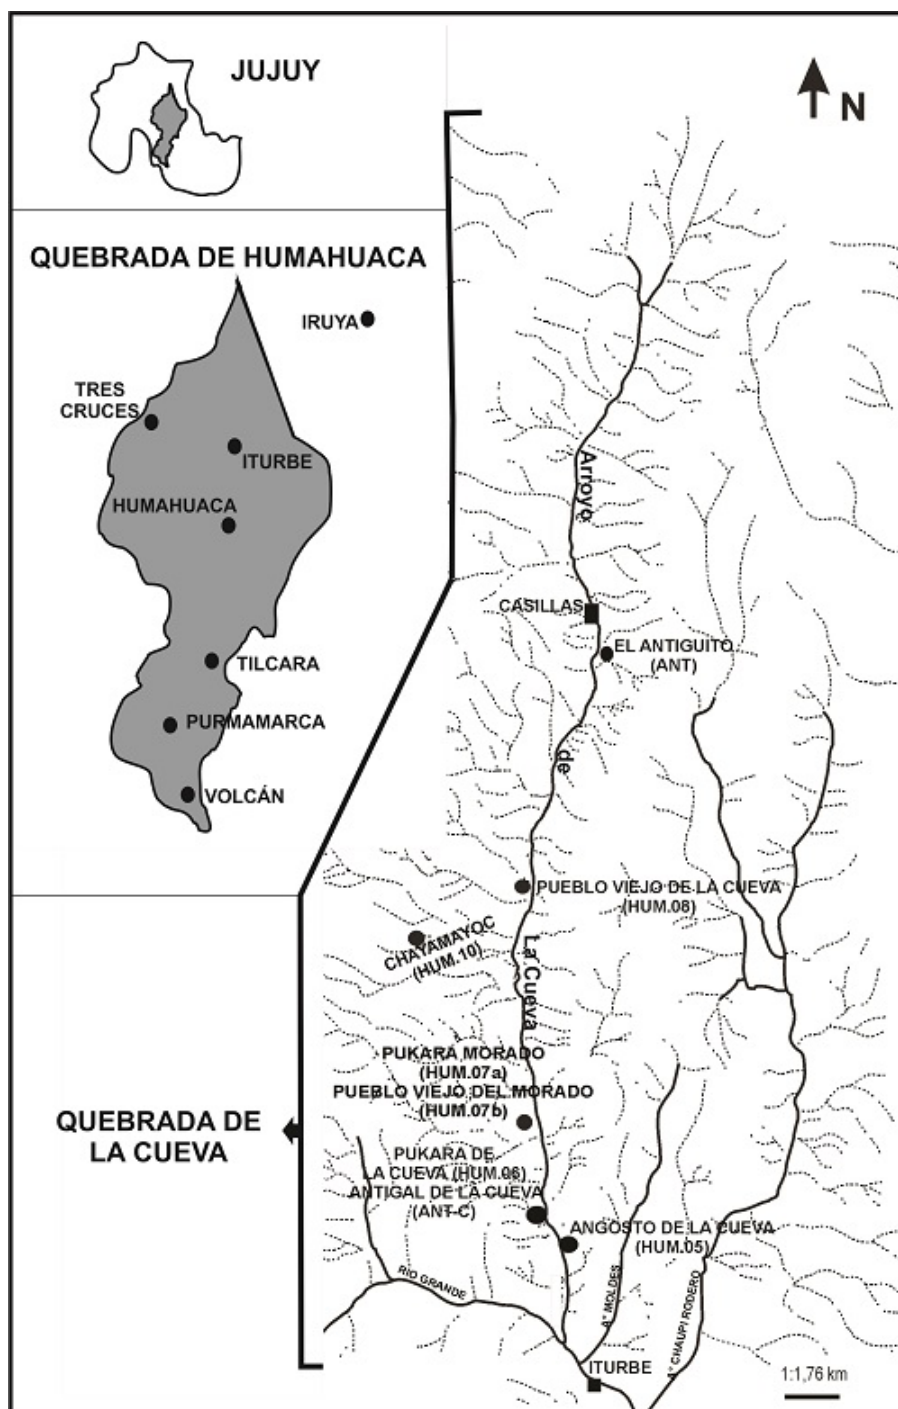 JUJUY
N
QUEBRADA DE HUMAHUACA
IRUYA
TRES
CRUCES
ITURBE
HUMAHUACA
TILCARA
PURMAMARCA
VOLCÁN
QUEBRADA DE
LA CUEVA
Arroyo
de
La Cueva
CASILLAS
EL ANTIGUITO
(ANT)
PUEBLO VIEJO DE LA CUEVA
(HUM.08)
CHAYAMAYOC
(HUM.10)
PUKARA MORADO
(HUM.07a)
PUEBLO VIEJO DEL MORADO
(HUM.07b)
PUKARA DE
LA CUEVA (HUM.06)
ANTIGAL DE LA CUEVA
(ANT-C)
ANGOSTO DE LA CUEVA
(HUM.05)
RIO GRANDE
A° MOLDES
A° CHAUPI RODERO
ITURBE
1:1,76 km